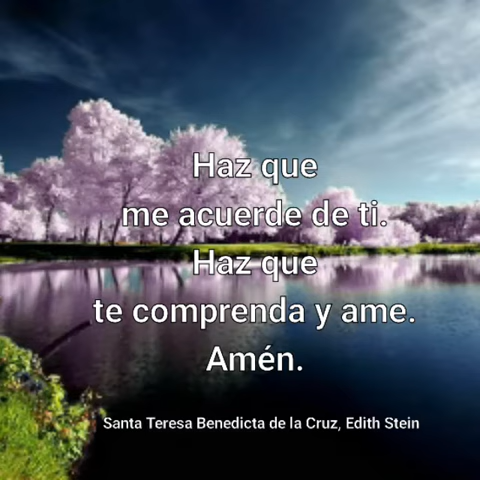 Haz que
me acuerde de ti.
Haz que
te comprenda y ame.
Amén.
Santa Teresa Benedicta de la Cruz, Edith Stein